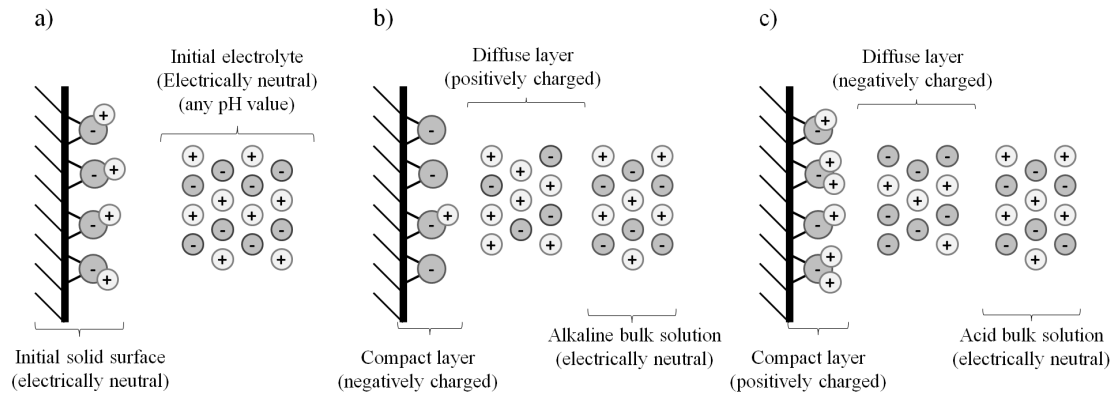 a)
Initial electrolyte
(Electrically neutral)
(any pH value)
Initial solid surface
(electrically neutral)
b)
Diffuse layer
(positively charged)
Compact layer
(negatively charged)
Alkaline bulk solution
(electrically neutral)
c)
Diffuse layer
(negatively charged)
Compact layer
(positively charged)
Acid bulk solution
(electrically neutral)